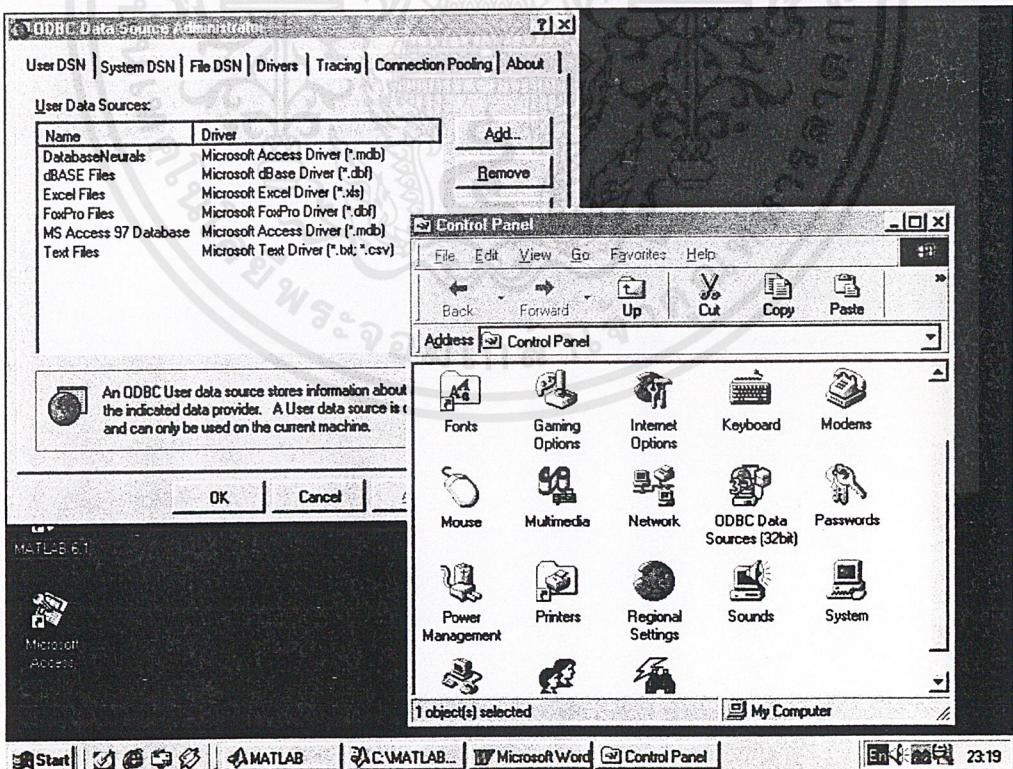 ODBC Data Source Administrator
User DSN System DSN File DSN Drivers Tracing Connection Pooling About
User Data Sources:
Name Driver
DatabaseNeurals Microsoft Access Driver (*.mdb)
dBASE Files Microsoft dBase Driver (*.dbf)
Excel Files Microsoft Excel Driver (*.xls)
FoxPro Files Microsoft FoxPro Driver (*.dbf)
MS Access 97 Database Microsoft Access Driver (*.mdb)
Text Files Microsoft Text Driver (*.txt; *.csv)
Add...
Remove
An ODBC User data source stores information about
the indicated data provider. A User data source is
and can only be used on the current machine.
OK Cancel
MATLAB 6.1
Microsoft
Access
Control Panel
File Edit View Go Favorites Help
Back Forward Up Cut Copy Paste
Address Control Panel
Fonts
Gaming
Options
Internet
Options
Keyboard
Modems
Mouse
Multimedia
Network
ODBC Data
Sources (32bit)
Passwords
Power
Management
Printers
Regional
Settings
Sounds
System
1 object(s) selected
My Computer
Start MATLAB C:\MATLAB... Microsoft Word Control Panel En 23:19